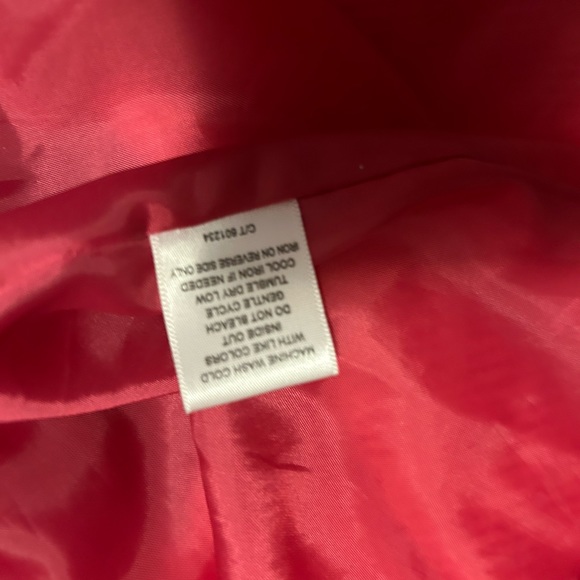 MACHINE WASH COLD
WITH LIKE COLORS
INSIDE OUT
DO NOT BLEACH
GENTLE CYCLE
TUMBLE DRY LOW
COOL IRON IF NEEDED
IRON ON REVERSE SIDE ONLY
C/T 601234